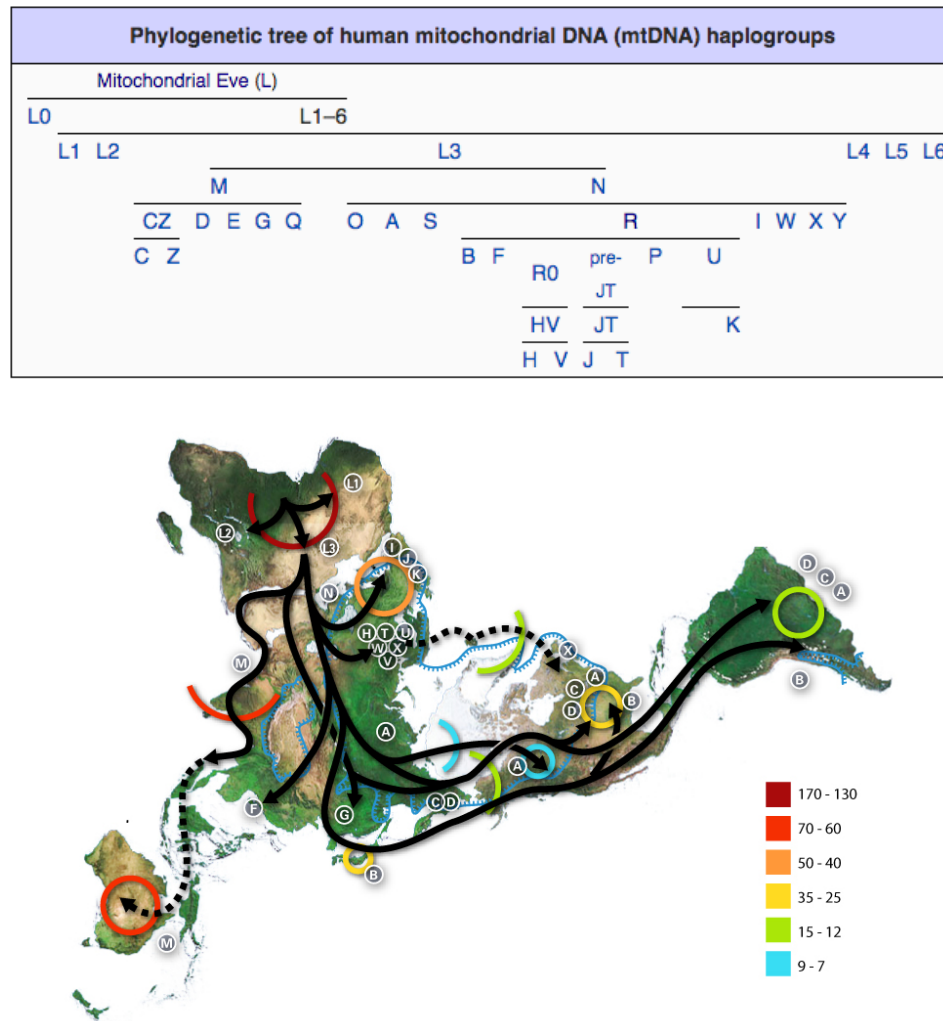 Phylogenetic tree of human mitochondrial DNA (mtDNA) haplogroups
Mitochondrial Eve (L)
L0 L1–6
L1 L2 L3 L4 L5 L6
M N
CZ D E G Q O A S R I W X Y
C Z B F R0 pre-JT P U
HV JT K
H V J T
L1
L2
L3
I
J
K
N
H T U
W X
V
M
X
A
C
D
B
D
C
A
B
A
A
C D
F
G
B
M
170 - 130
70 - 60
50 - 40
35 - 25
15 - 12
9 - 7